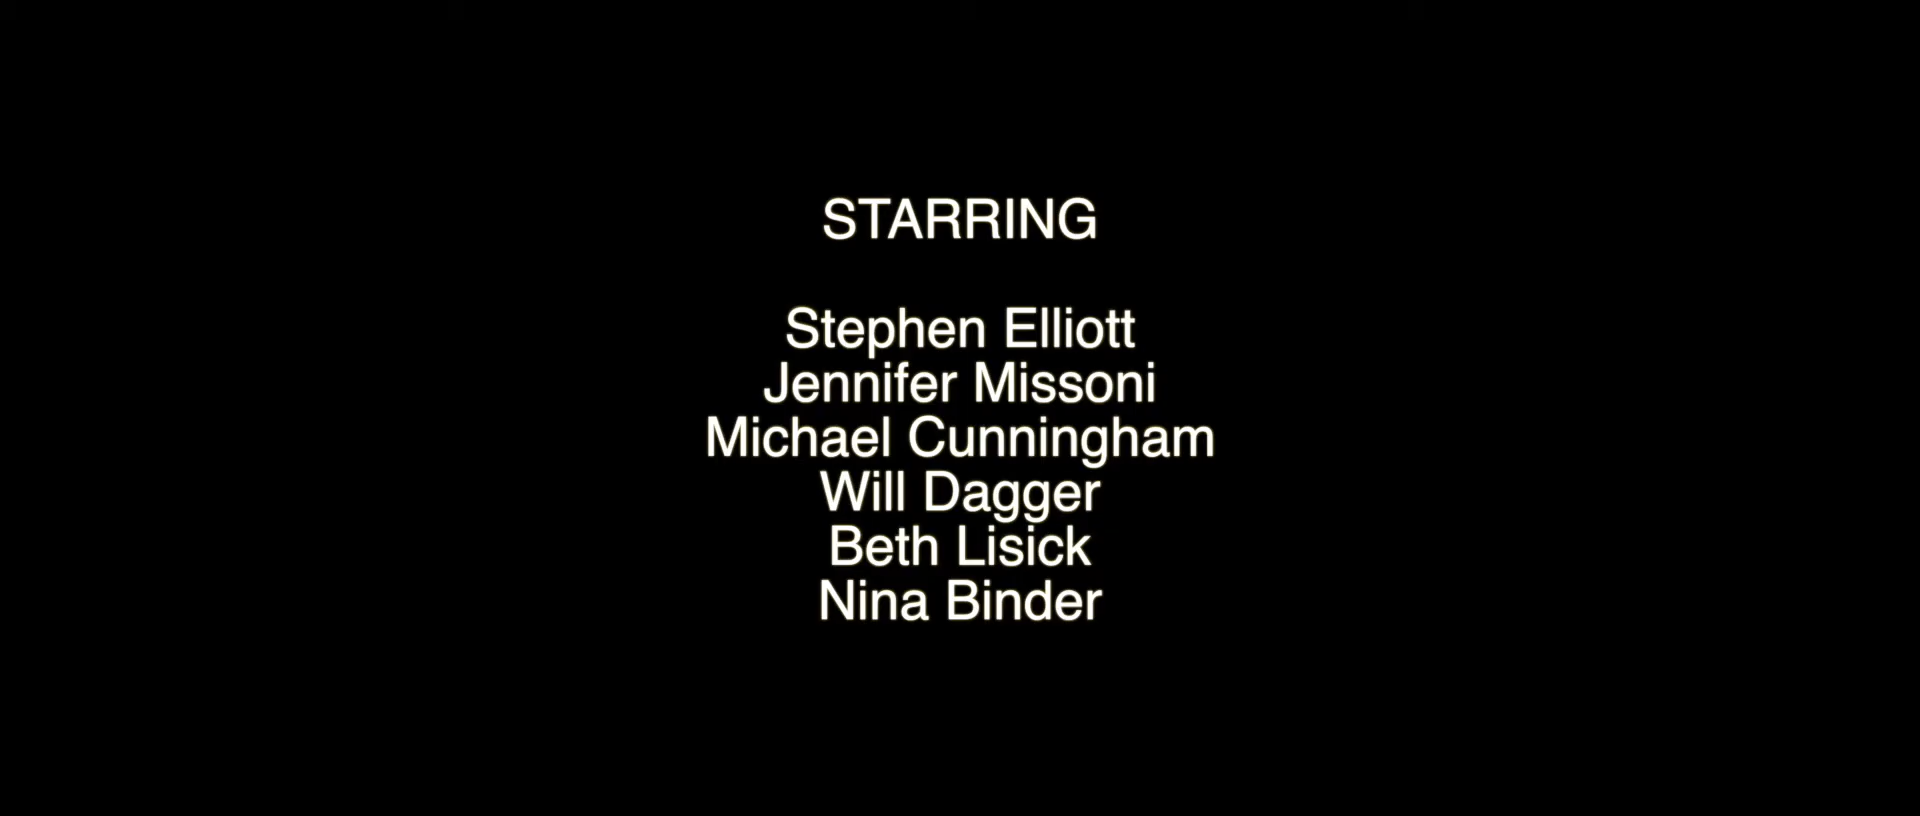 STARRING
Stephen Elliott
Jennifer Missoni
Michael Cunningham
Will Dagger
Beth Lisick
Nina Binder